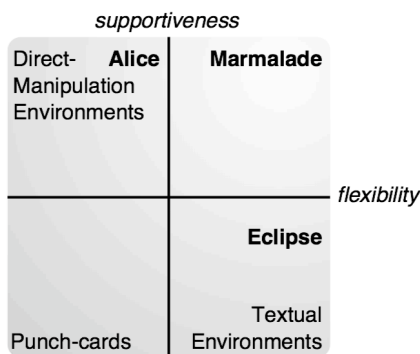 supportiveness
Direct- Alice
Manipulation
Environments
Marmalade
flexibility
Eclipse
Punch-cards
Textual
Environments